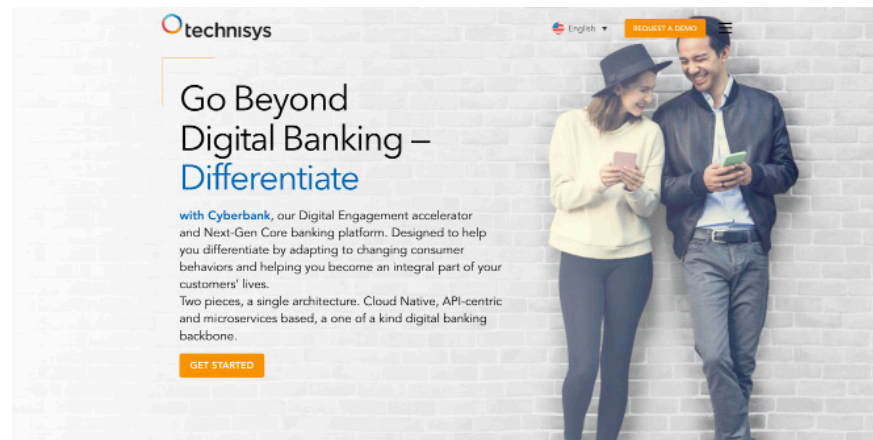 technisys
English
REQUEST A DEMO
Go Beyond
Digital Banking –
Differentiate
with Cyberbank, our Digital Engagement accelerator
and Next-Gen Core banking platform. Designed to help
you differentiate by adapting to changing consumer
behaviors and helping you become an integral part of your
customers' lives.
Two pieces, a single architecture. Cloud Native, API-centric
and microservices based, a one of a kind digital banking
backbone.
GET STARTED